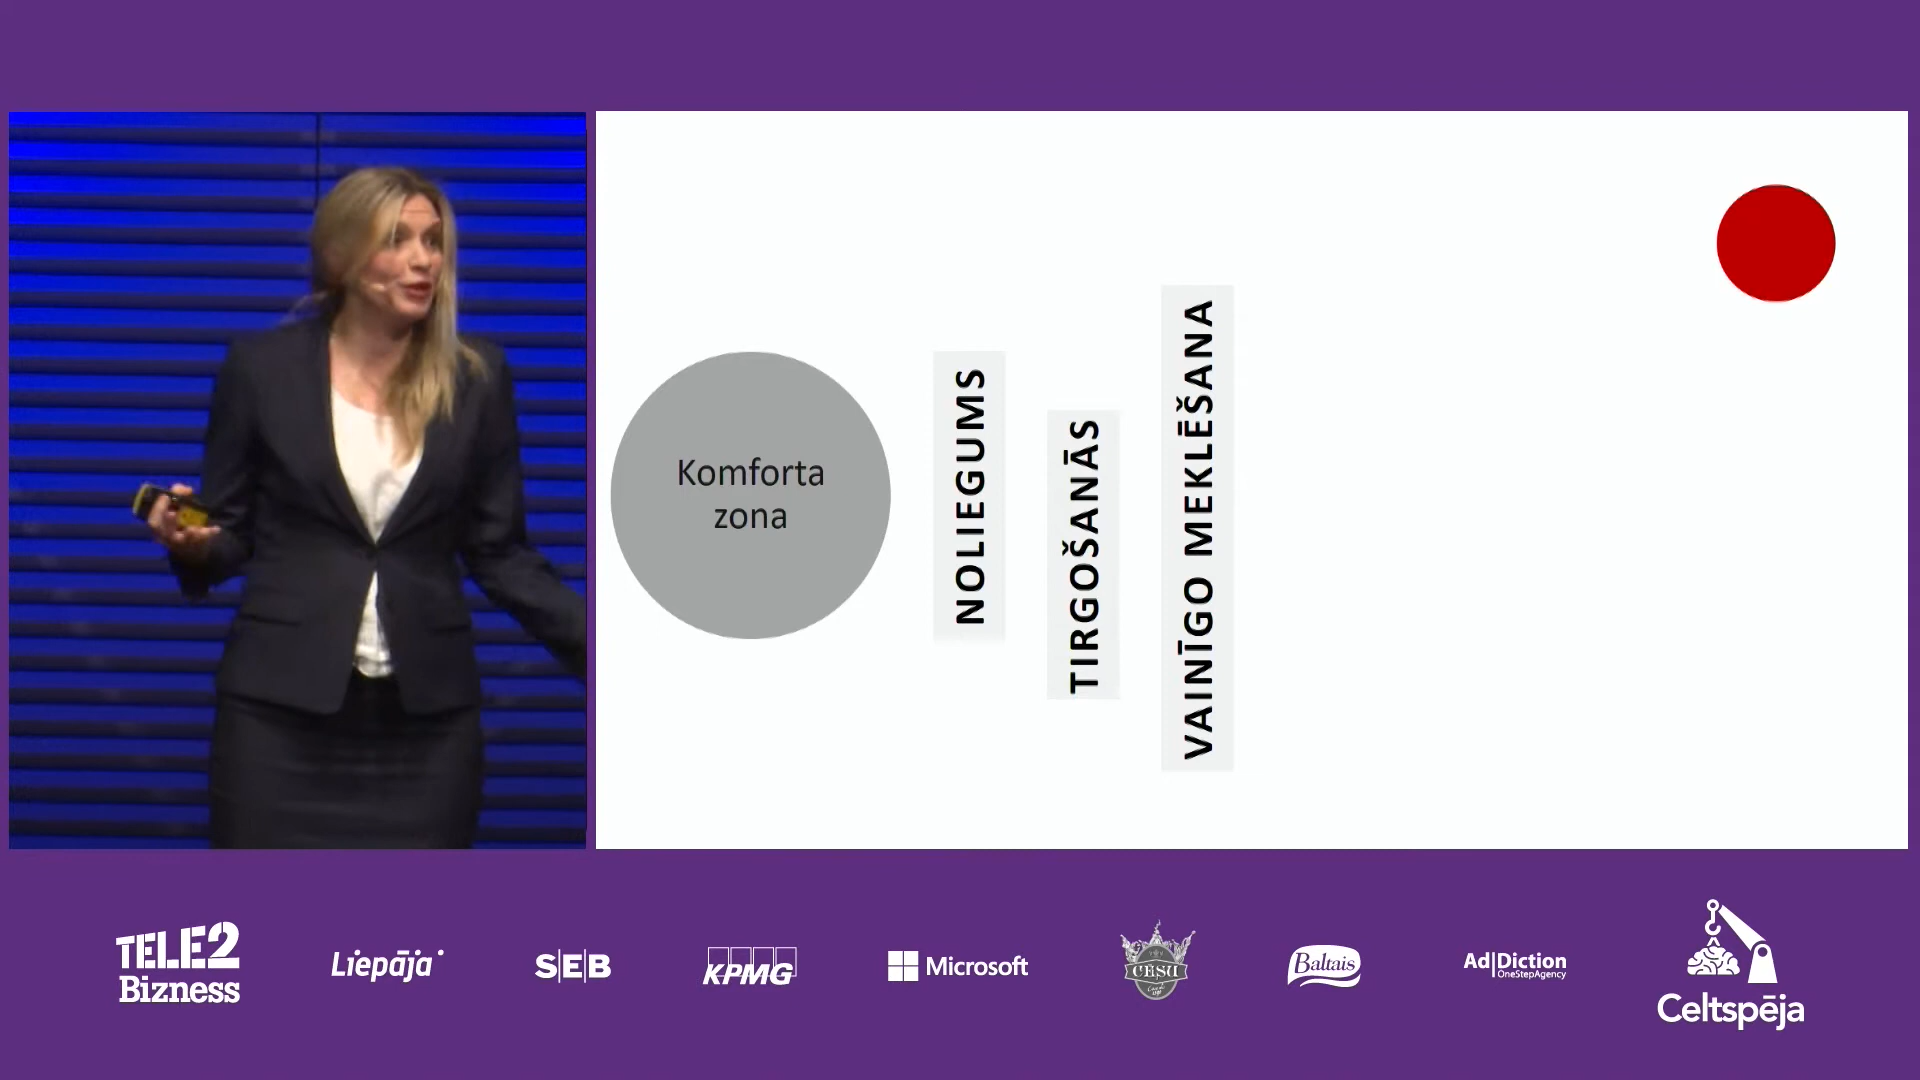 Komforta
zona
NOLIEGUMS
TIRGOŠANĀS
VAINĪGO MEKLĒŠANA
TELE2
Bizness
Liepāja
SEB
KPMG
Microsoft
CĒSU
Baltais
Ad|Diction
OneStepAgency
Celtspēja